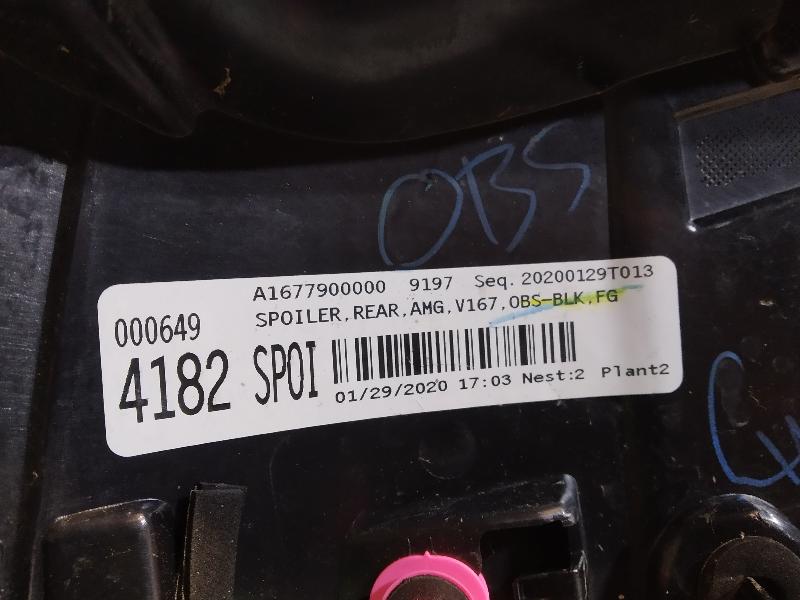 OBS
A1677900000 9197 Seq. 20200129T013
000649 SPOILER,REAR,AMG,V167,OBS-BLK,FG
4182 SPOI
01/29/2020 17:03 Nest:2 Plant2